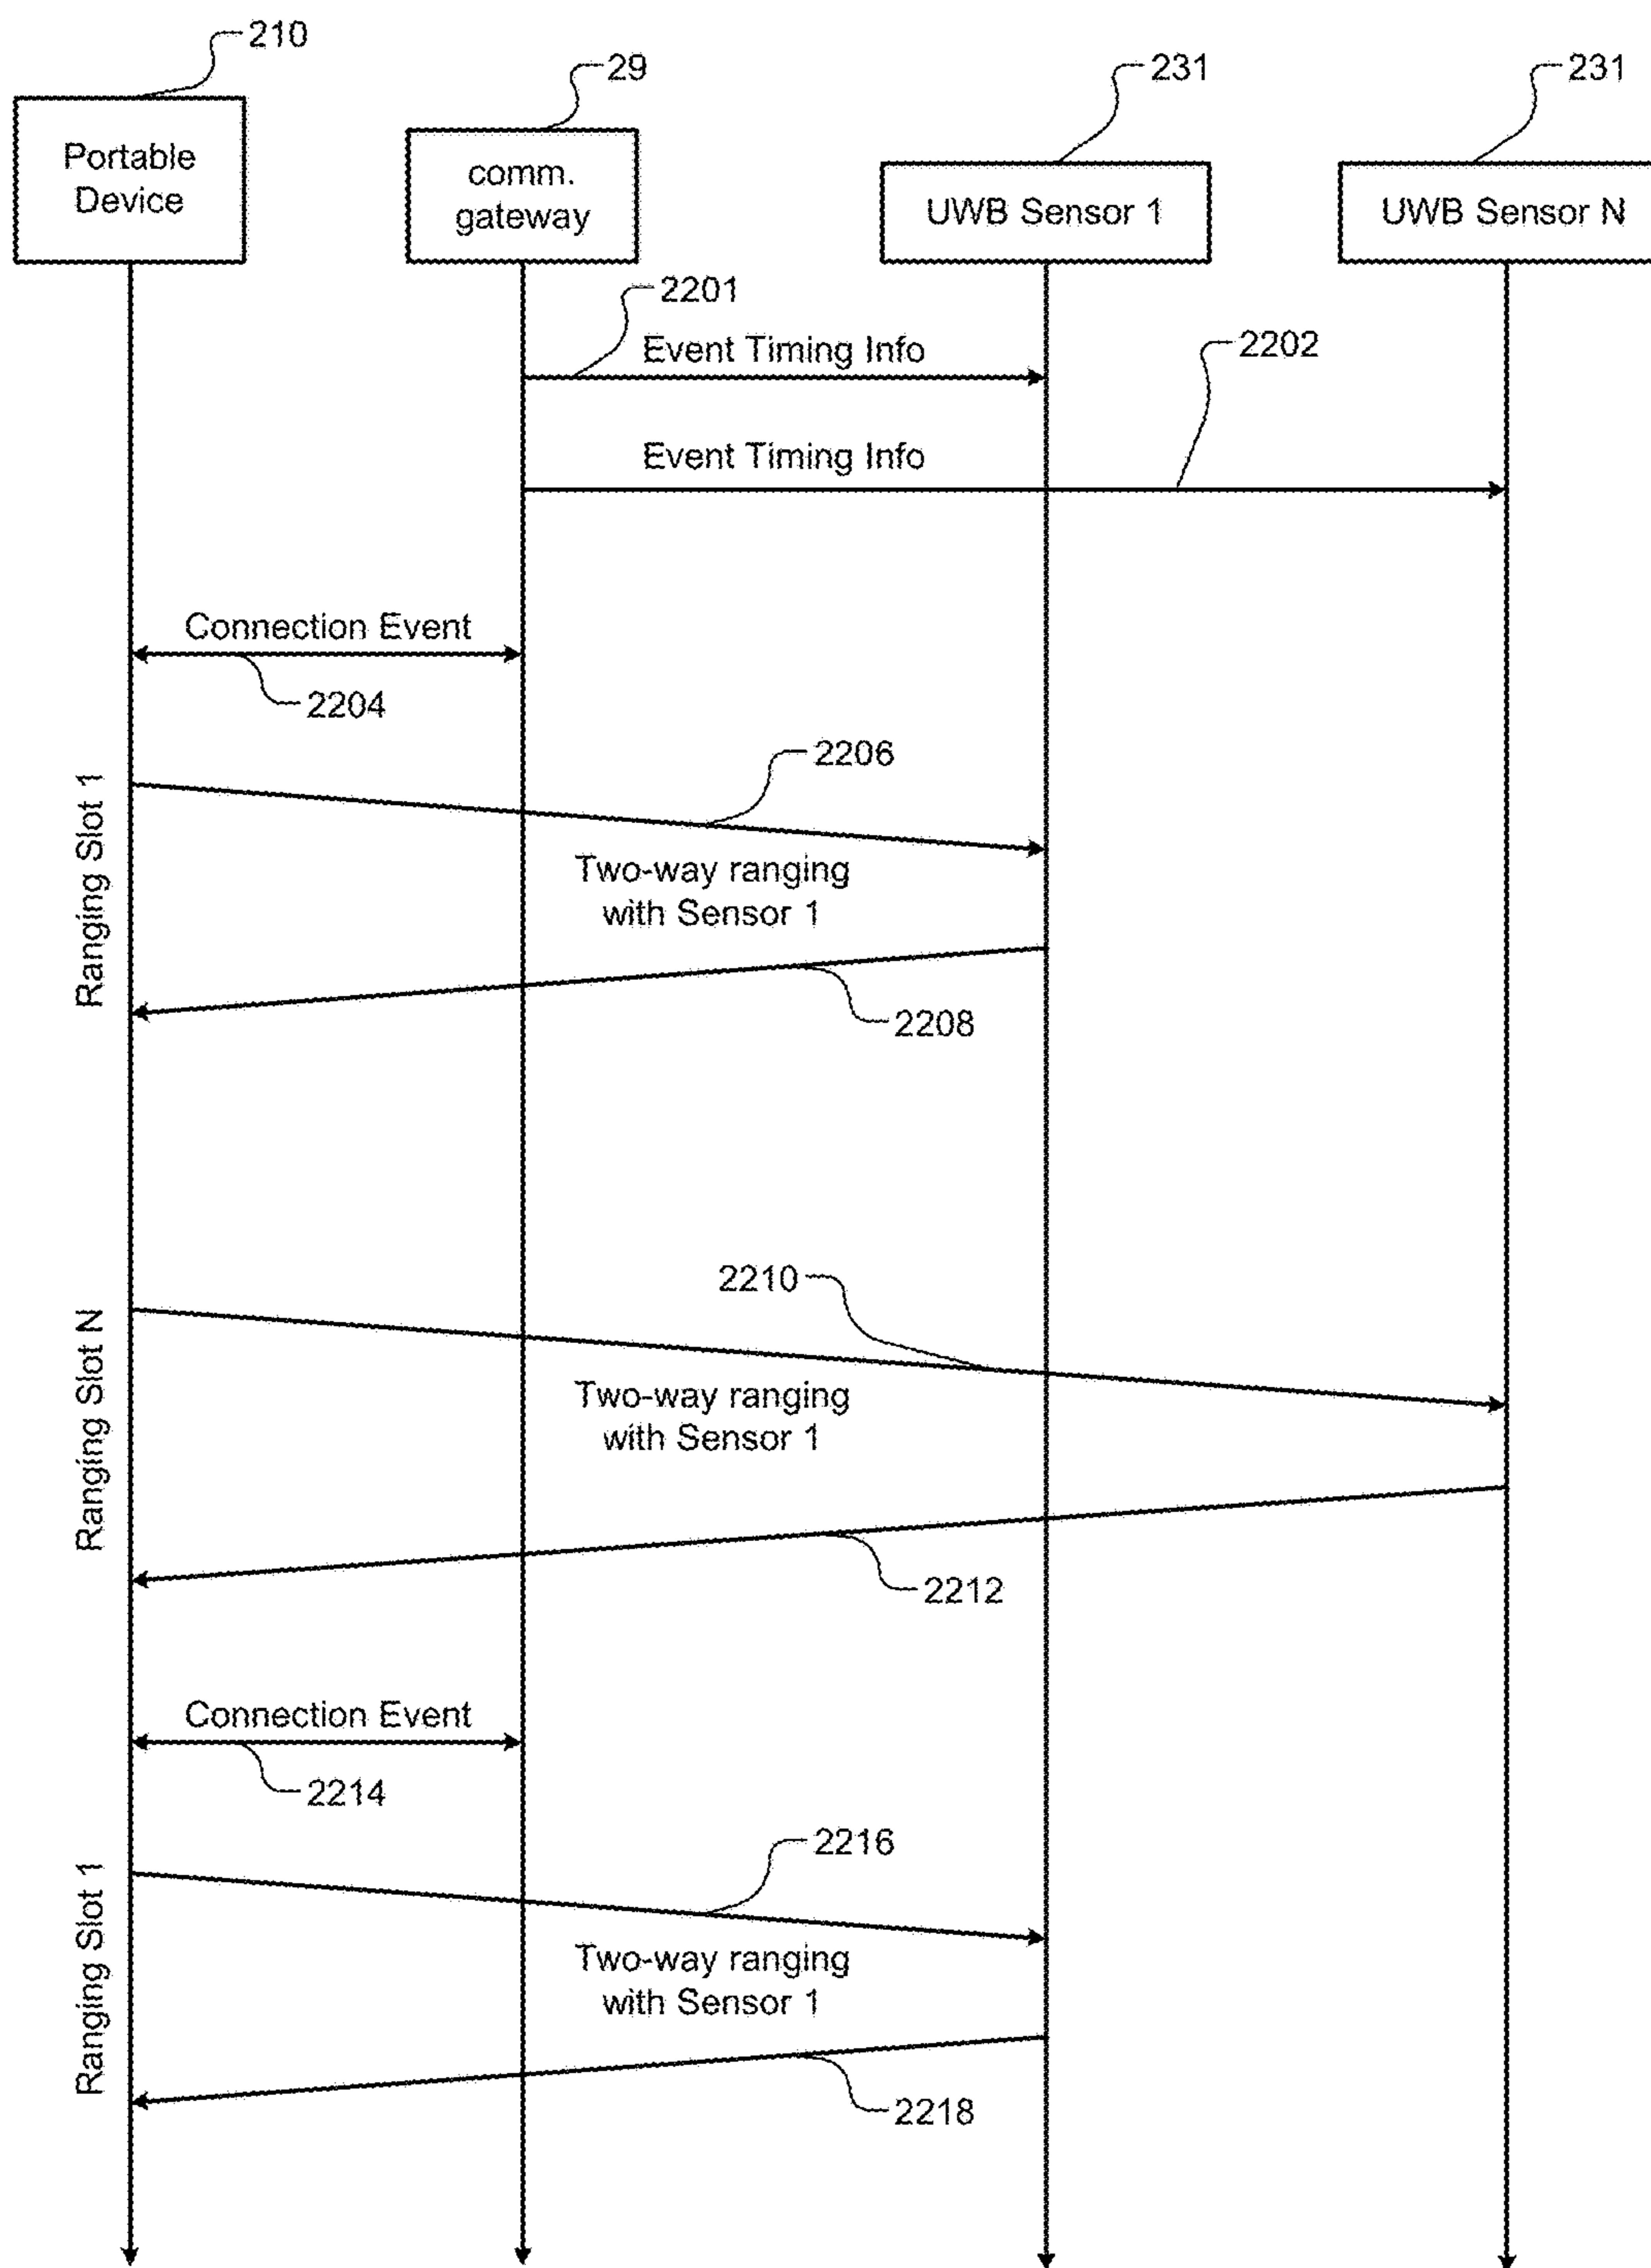 210
29
231
231
Portable
Device
comm.
gateway
UWB Sensor 1
UWB Sensor N
2201
Event Timing Info
2202
Event Timing Info
Connection Event
2204
Ranging Slot 1
2206
Two-way ranging
with Sensor 1
2208
Ranging Slot N
2210
Two-way ranging
with Sensor 1
2212
Connection Event
2214
Ranging Slot 1
2216
Two-way ranging
with Sensor 1
2218